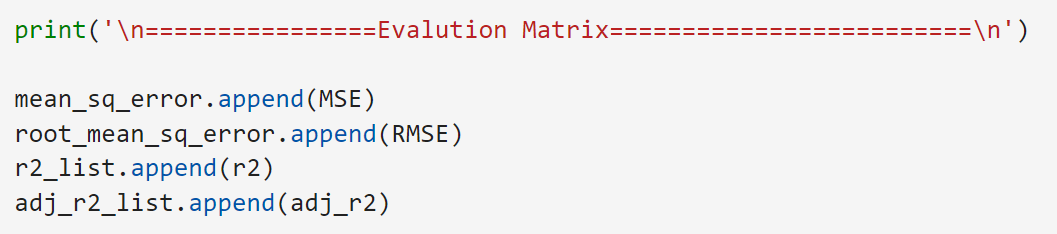 print('\n================Evalution Matrix=========================\n')
mean_sq_error.append(MSE)
root_mean_sq_error.append(RMSE)
r2_list.append(r2)
adj_r2_list.append(adj_r2)